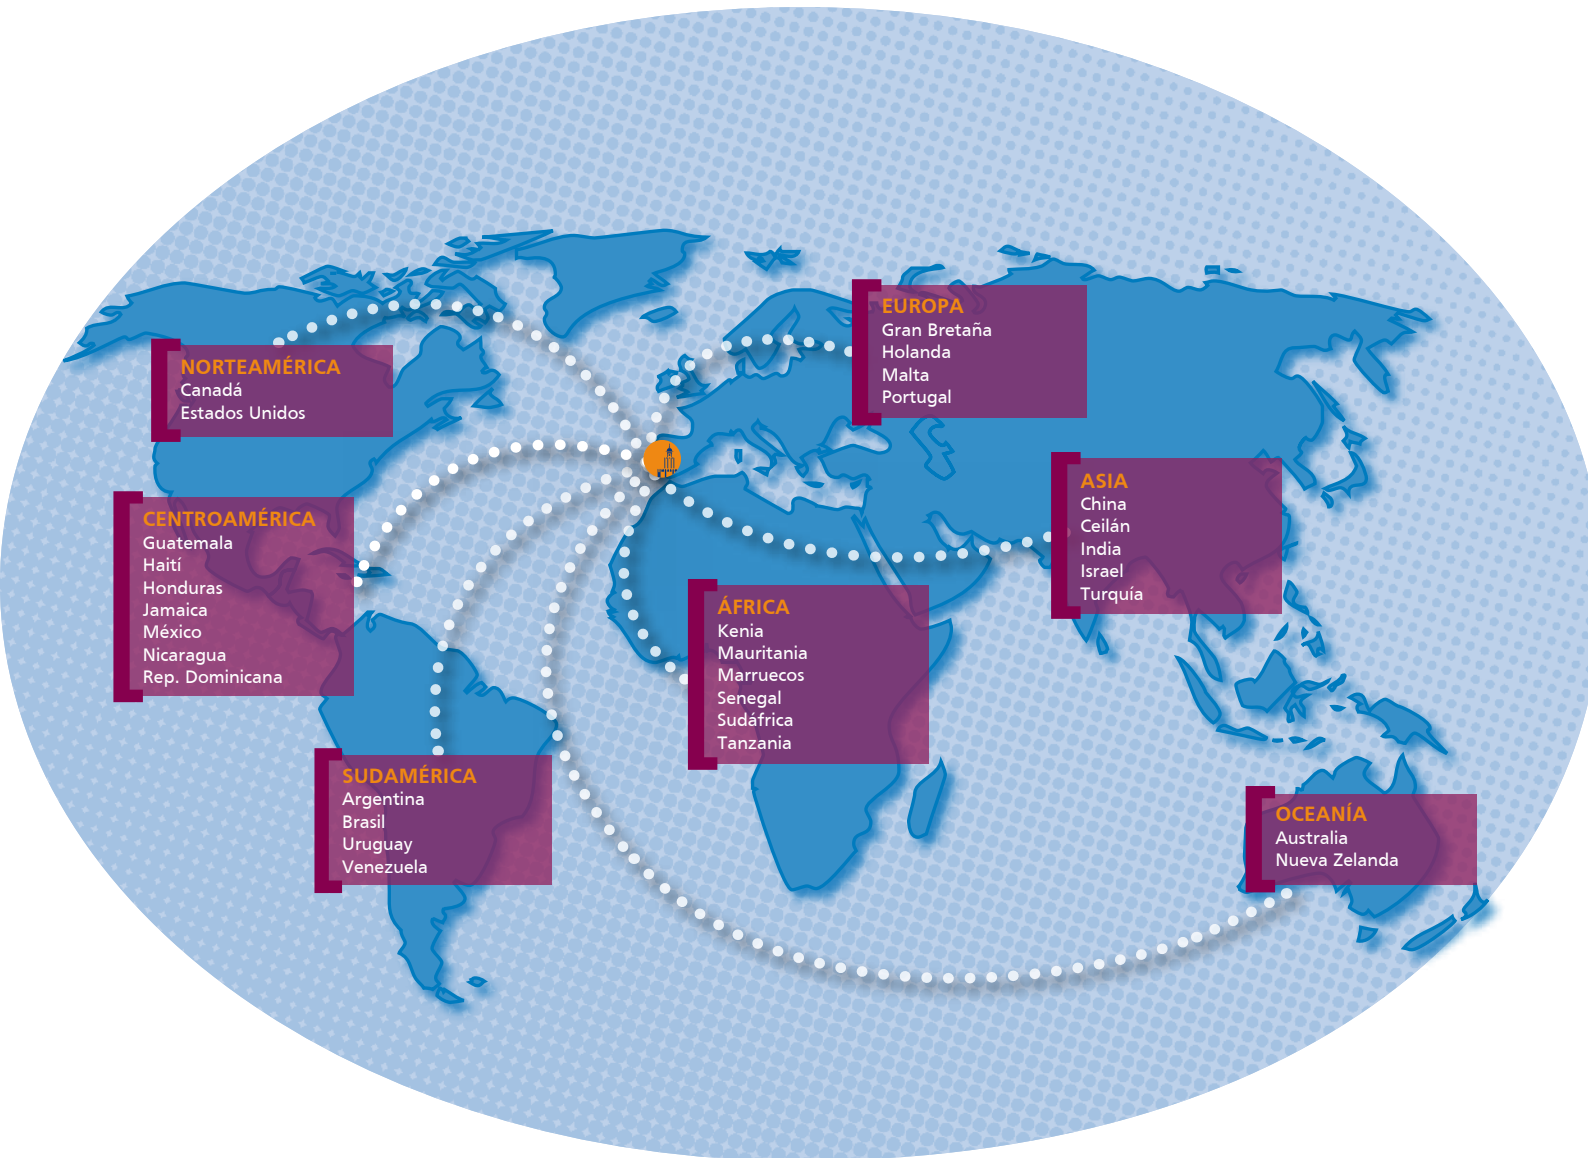 NORTEAMÉRICA
Canadá
Estados Unidos
EUROPA
Gran Bretaña
Holanda
Malta
Portugal
CENTROAMÉRICA
Guatemala
Haití
Honduras
Jamaica
México
Nicaragua
Rep. Dominicana
ASIA
China
Ceilán
India
Israel
Turquía
ÁFRICA
Kenia
Mauritania
Marruecos
Senegal
Sudáfrica
Tanzania
SUDAMÉRICA
Argentina
Brasil
Uruguay
Venezuela
OCEANÍA
Australia
Nueva Zelanda